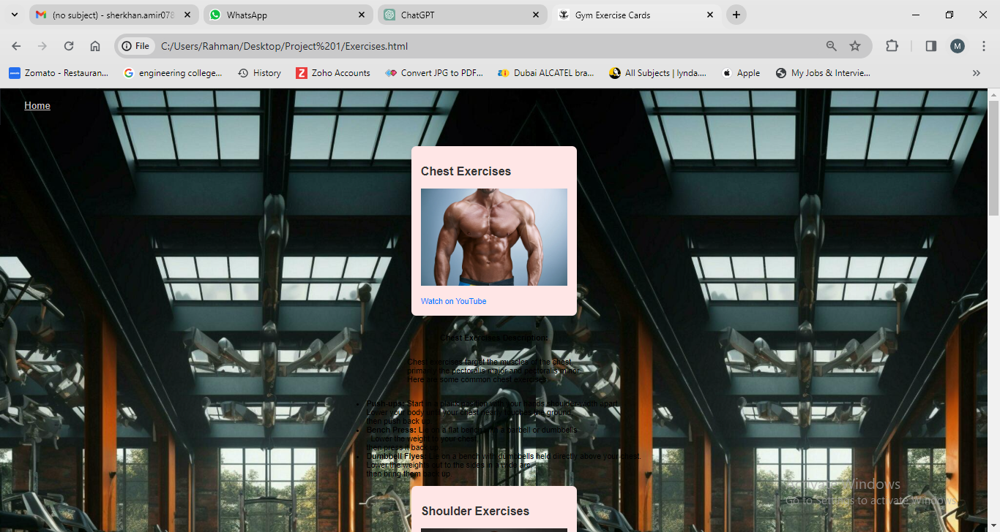 (no subject) - sherkhan.amir078
WhatsApp
ChatGPT
Gym Exercise Cards
File
C:/Users/Rahman/Desktop/Project%201/Exercises.html
M
Zomato - Restauran...
engineering college...
History
Zoho Accounts
Convert JPG to PDF...
Dubai ALCATEL bra...
All Subjects | lynda....
Apple
My Jobs & Intervie...
Home
Chest Exercises
Watch on YouTube
Chest Exercises Description:
Chest exercises target the muscles of the chest,
primarily the pectoralis major and pectoralis minor.
Here are some common chest exercises:
Push-ups: Start in a plank position with your hands shoulder-width apart.
Lower your body until your chest nearly touches the ground,
then push back up
Bench Press: Lie on a flat bench with a barbell or dumbbells
Lower the weight to your chest,
then press it back up
Dumbbell Flyes: Lie on a bench with dumbbells held directly above your chest.
Lower the weights out to the sides in a wide arc,
then bring them back up
Activate Windows
Go to Settings to activate Windows.
Shoulder Exercises